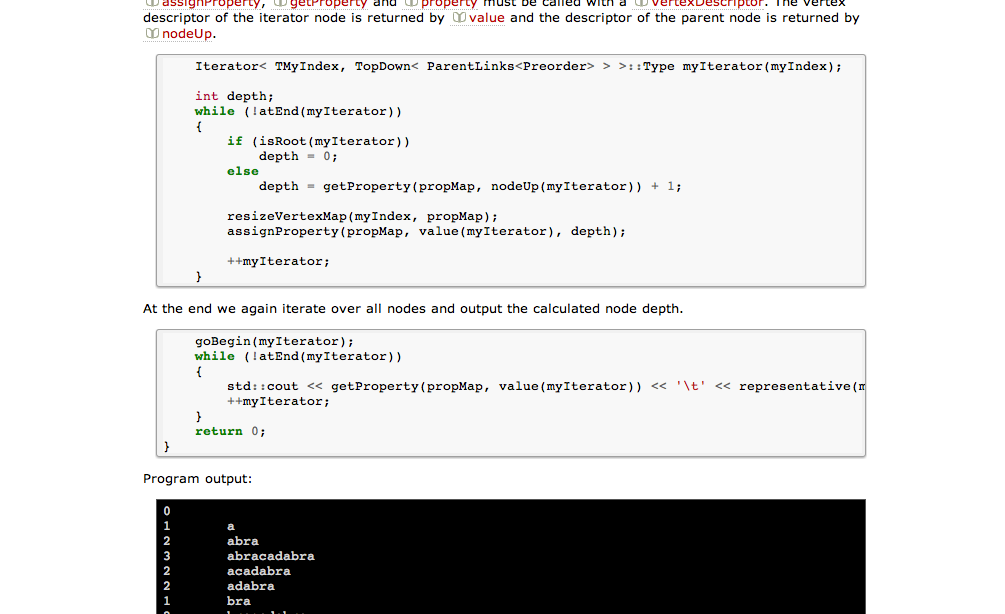 assignProperty, getProperty and property must be called with a VertexDescriptor. The vertex
descriptor of the iterator node is returned by value and the descriptor of the parent node is returned by
nodeUp.
Iterator< TMyIndex, TopDown< ParentLinks<Preorder> > >::Type myIterator(myIndex);
int depth;
while (!atEnd(myIterator))
{
if (isRoot(myIterator))
depth = 0;
else
depth = getProperty(propMap, nodeUp(myIterator)) + 1;
resizeVertexMap(myIndex, propMap);
assignProperty(propMap, value(myIterator), depth);
++myIterator;
}
At the end we again iterate over all nodes and output the calculated node depth.
goBegin(myIterator);
while (!atEnd(myIterator))
{
std::cout << getProperty(propMap, value(myIterator)) << '\t' << representative(m
++myIterator;
}
return 0;
}
Program output:
0
1 a
2 abra
3 abracadabra
2 acadabra
2 adabra
1 bra